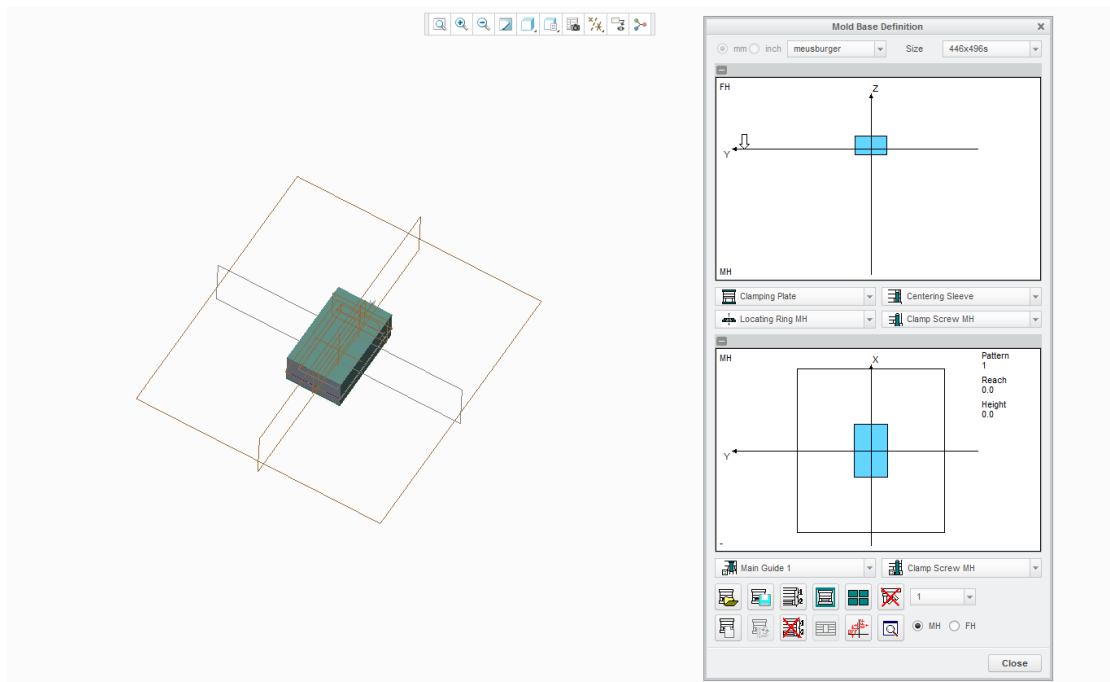 Mold Base Definition
mm inch meusburger Size 446x496s
FH
Z
Y
MH
Clamping Plate Centering Sleeve
Locating Ring MH Clamp Screw MH
MH
X
Pattern
1
Reach
0.0
Height
0.0
Y
-
Main Guide 1 Clamp Screw MH
1
MH FH
Close